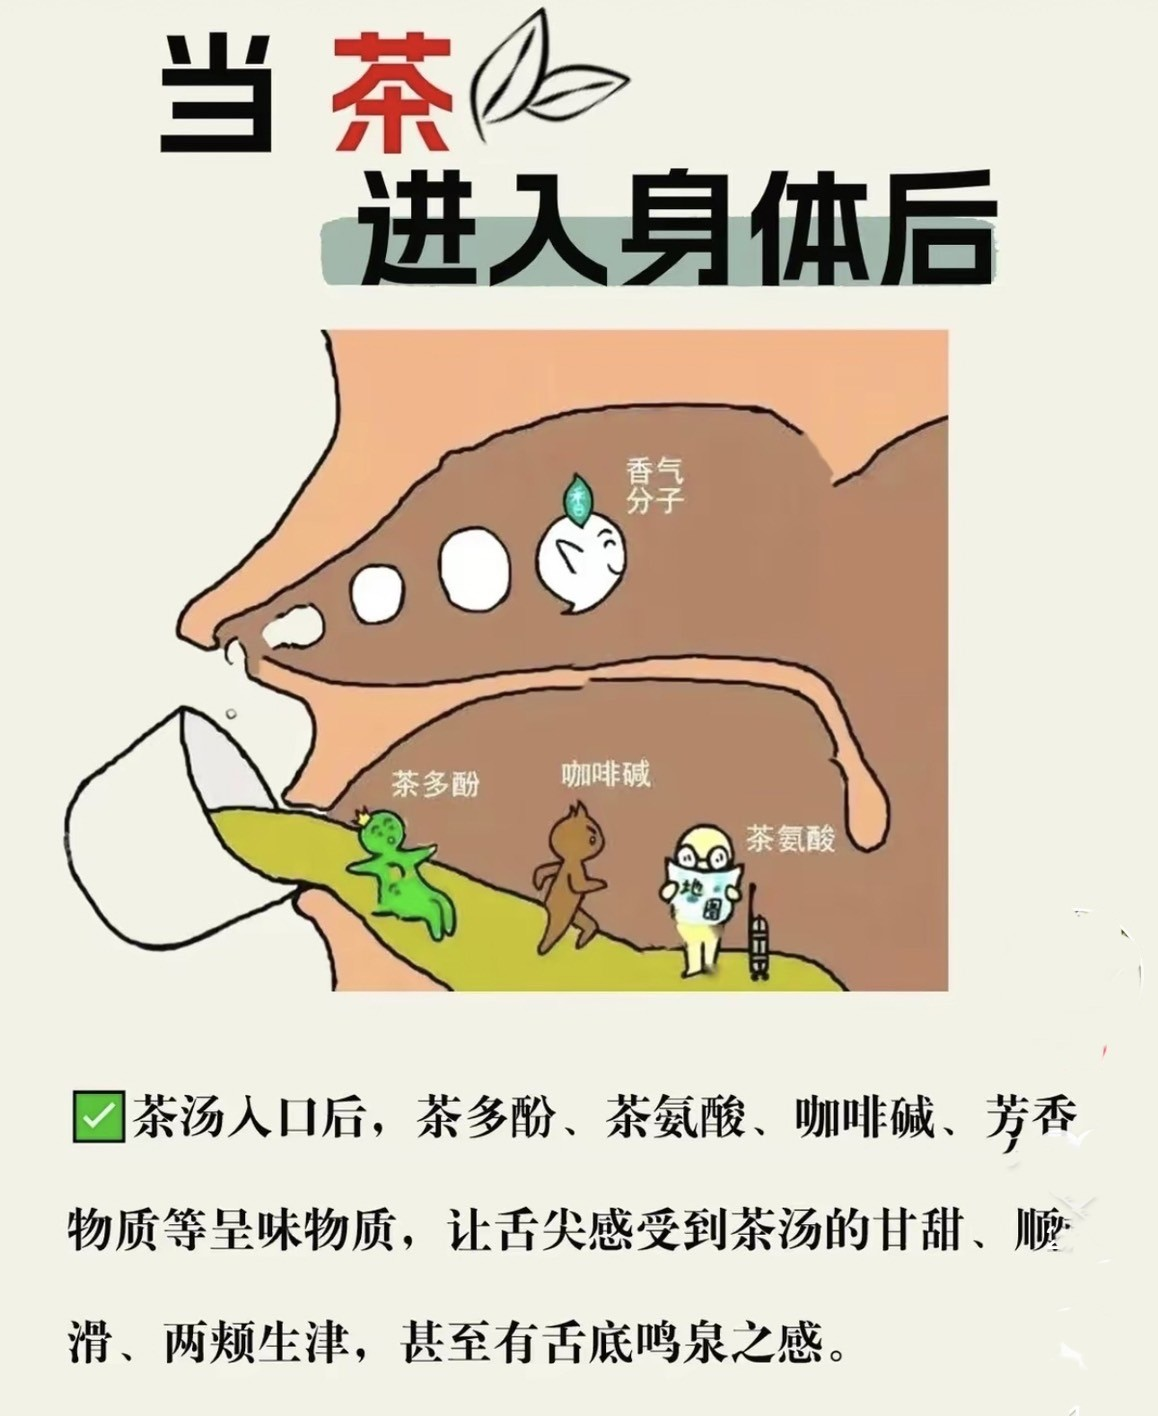 当 茶
进入身体后
香气
分子
香
茶多酚
咖啡碱
茶氨酸
地
图
✅茶汤入口后，茶多酚、茶氨酸、咖啡碱、芳香
物质等呈味物质，让舌尖感受到茶汤的甘甜、顺
滑、两颊生津，甚至有舌底鸣泉之感。